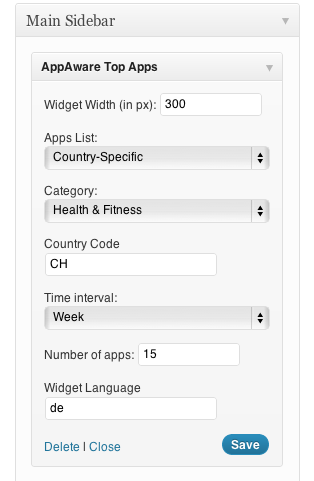 Main Sidebar
AppAware Top Apps
Widget Width (in px): 300
Apps List:
Country-Specific
Category:
Health & Fitness
Country Code
CH
Time interval:
Week
Number of apps: 15
Widget Language
de
Delete | Close Save